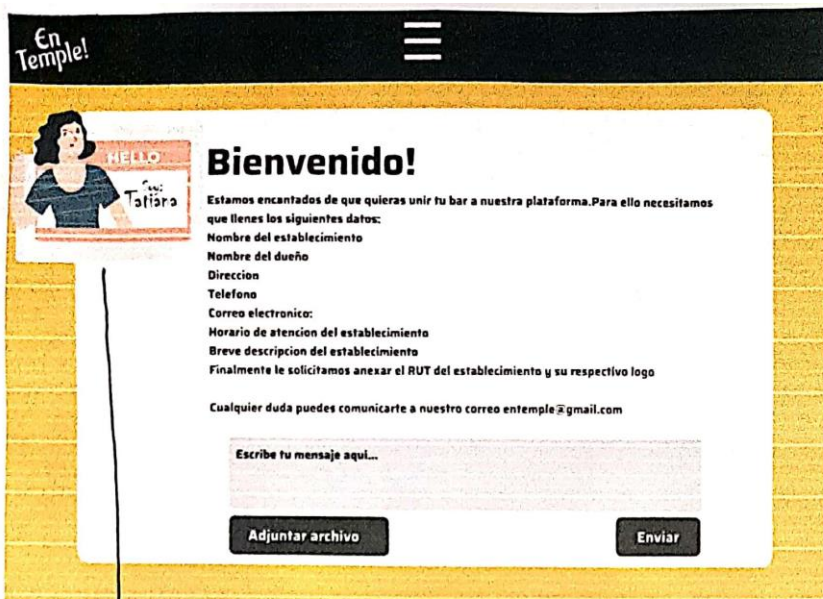 En
Temple!
HELLO
Soy:
Tatiana
Bienvenido!
Estamos encantados de que quieras unir tu bar a nuestra plataforma.Para ello necesitamos
que llenes los siguientes datos:
Nombre del establecimiento
Nombre del dueño
Direccion
Telefono
Correo electronico:
Horario de atencion del establecimiento
Breve descripcion del establecimiento
Finalmente le solicitamos anexar el RUT del establecimiento y su respectivo logo
Cualquier duda puedes comunicarte a nuestro correo entemple@gmail.com
Escribe tu mensaje aqui...
Adjuntar archivo
Enviar